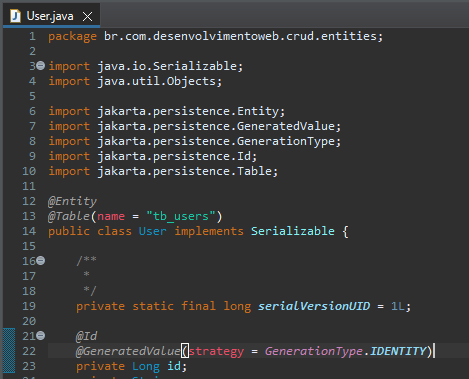 User.java
1 package br.com.desenvolvimentoweb.crud.entities;
2
3 import java.io.Serializable;
4 import java.util.Objects;
5
6 import jakarta.persistence.Entity;
7 import jakarta.persistence.GeneratedValue;
8 import jakarta.persistence.GenerationType;
9 import jakarta.persistence.Id;
10 import jakarta.persistence.Table;
11
12 @Entity
13 @Table(name = "tb_users")
14 public class User implements Serializable {
15
16 /**
17 *
18 */
19 private static final long serialVersionUID = 1L;
20
21 @Id
22 @GeneratedValue(strategy = GenerationType.IDENTITY)
23 private Long id;